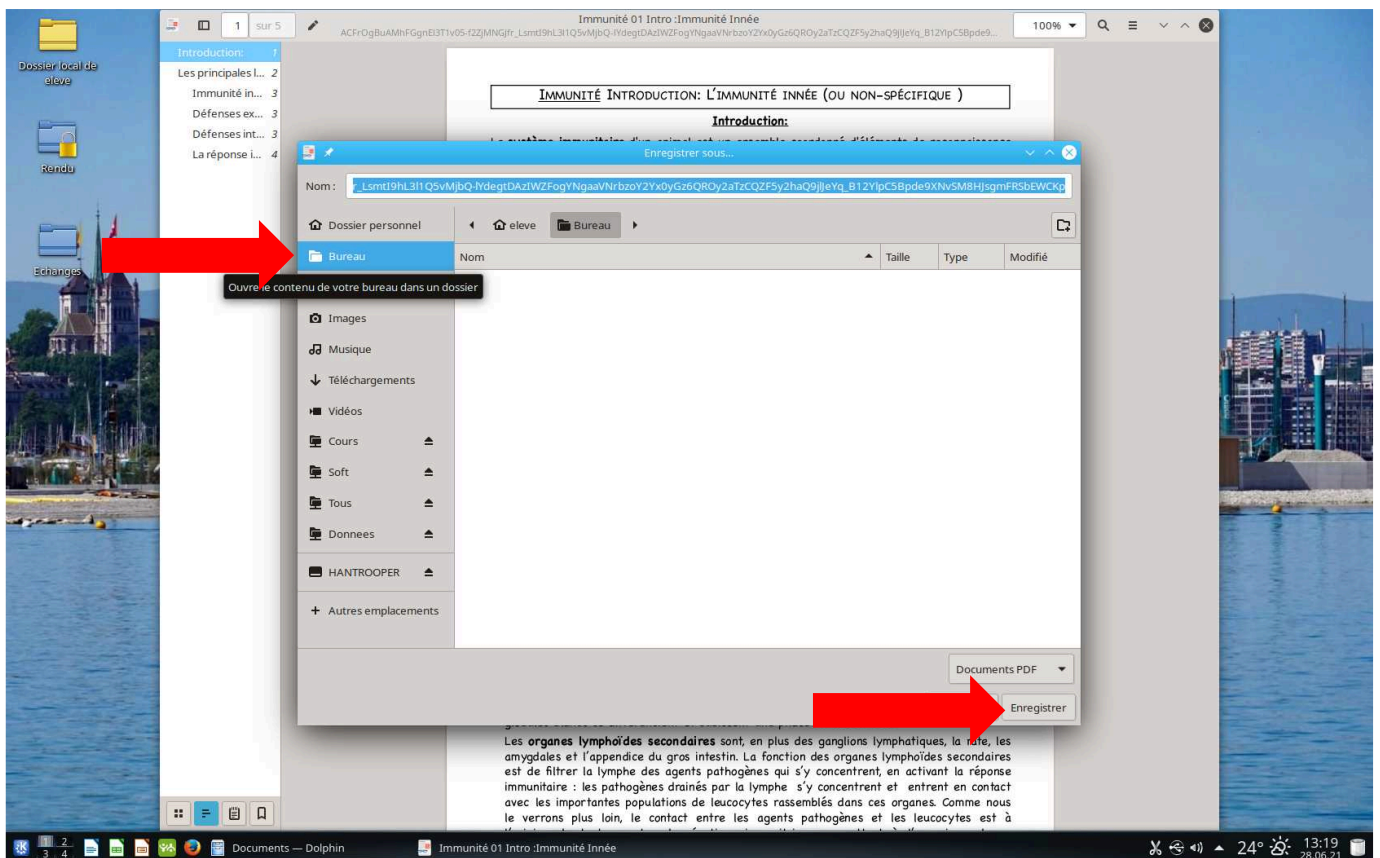 Dossier local de
eleve
Rendu
Echanges
1 sur 5
Immunité 01 Intro :Immunité Innée
100%
Introduction: 1
Les principales l... 2
Immunité in... 3
Défenses ex... 3
Défenses int... 3
La réponse i... 4
IMMUNITÉ INTRODUCTION: L'IMMUNITÉ INNÉE (OU NON-SPÉCIFIQUE )
Introduction:
Enregistrer sous...
Nom :
Dossier personnel
eleve
Bureau
Bureau
Nom
Taille
Type
Modifié
Ouvre le contenu de votre bureau dans un dossier
Images
Musique
Téléchargements
Vidéos
Cours
Soft
Tous
Donnees
HANTROOPER
+ Autres emplacements
Documents PDF
Enregistrer
Les organes lymphoïdes secondaires sont, en plus des ganglions lymphatiques, la rate, les
amygdales et l'appendice du gros intestin. La fonction des organes lymphoïdes secondaires
est de filtrer la lymphe des agents pathogènes qui s'y concentrent, en activant la réponse
immunitaire : les pathogènes drainés par la lymphe s'y concentrent et entrent en contact
avec les importantes populations de leucocytes rassemblés dans ces organes. Comme nous
le verrons plus loin, le contact entre les agents pathogènes et les leucocytes est à
1 2
3 4
Documents — Dolphin
Immunité 01 Intro :Immunité Innée
24°
13:19
28.06.21